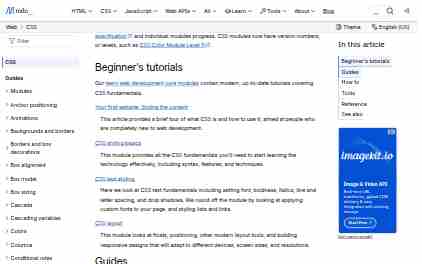 mdn_
HTML CSS JavaScript Web APIs All Learn Tools About Blog
Web > CSS
Theme English (US)
Filter
CSS
Guides
Modules
Anchor positioning
Animations
Backgrounds and borders
Borders and box decorations
Box alignment
Box model
Box sizing
Cascade
Cascading variables
Colors
Columns
Conditional rules
specification and individual modules progress. CSS modules now have version numbers,
or levels, such as CSS Color Module Level 5.
Beginner's tutorials
Our learn web development core modules contain modern, up-to-date tutorials covering
CSS fundamentals.
Your first website: Styling the content
This article provides a brief tour of what CSS is and how to use it, aimed at people who
are completely new to web development.
CSS styling basics
This module provides all the CSS fundamentals you'll need to start learning the
technology effectively, including syntax, features, and techniques.
CSS text styling
Here we look at CSS text fundamentals including setting font, boldness, italics, line and
letter spacing, and drop shadows. We round off the module by looking at applying
custom fonts to your page, and styling lists and links.
CSS layout
This module looks at floats, positioning, other modern layout tools, and building
responsive designs that will adapt to different devices, screen sizes, and resolutions.
Guides
In this article
Beginner's tutorials
Guides
How to
Tools
Reference
See also
imagekit.io
Image & Video API
Start Here